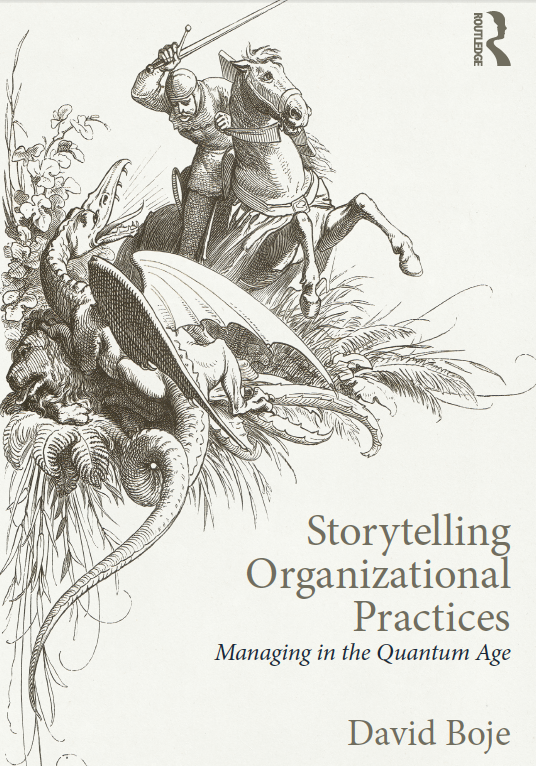 ROUTLEDGE
Storytelling
Organizational
Practices
Managing in the Quantum Age
David Boje